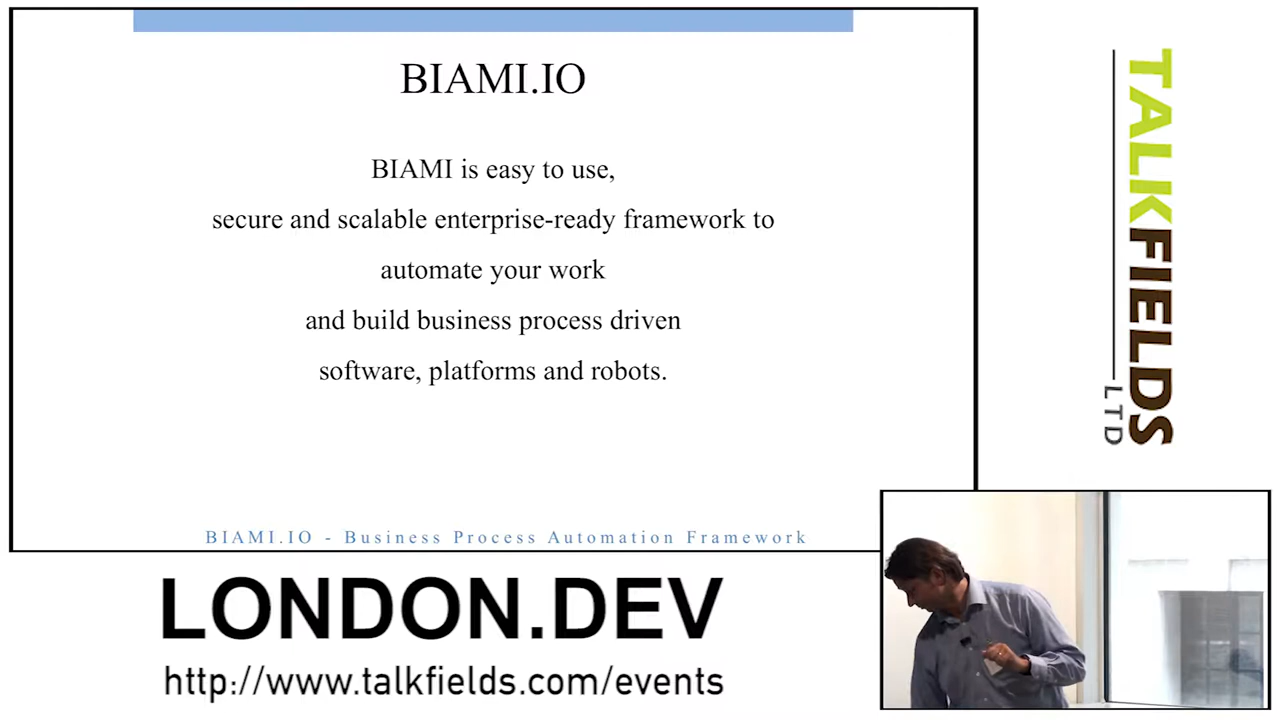 BIAMI.IO
BIAMI is easy to use,
secure and scalable enterprise-ready framework to
automate your work
and build business process driven
software, platforms and robots.
BIAMI.IO - Business Process Automation Framework
TALKFIELDS
LTD
LONDON.DEV
http://www.talkfields.com/events